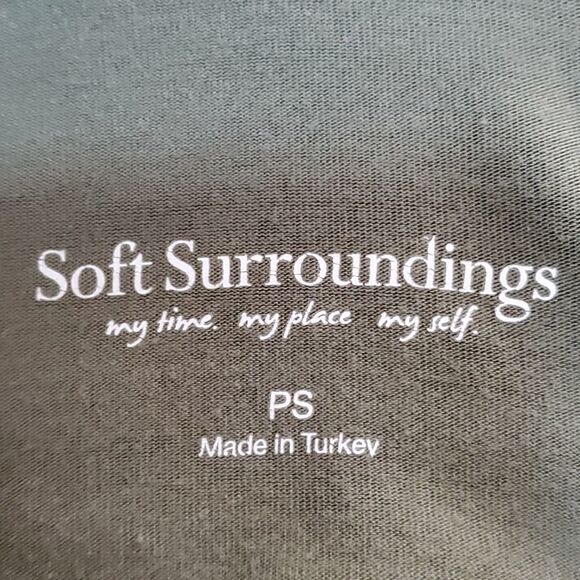 Soft Surroundings
my time. my place my self.
PS
Made in Turkey